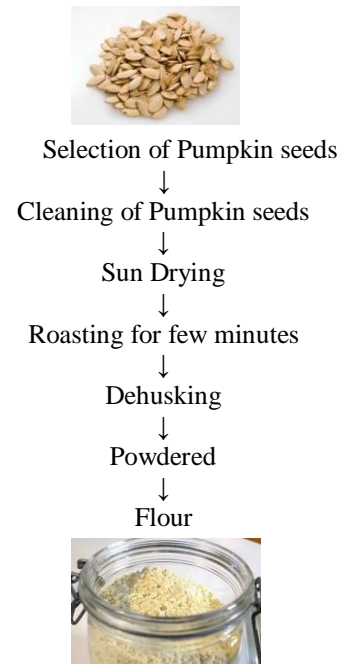 Selection of Pumpkin seeds
↓
Cleaning of Pumpkin seeds
↓
Sun Drying
↓
Roasting for few minutes
↓
Dehusking
↓
Powdered
↓
Flour